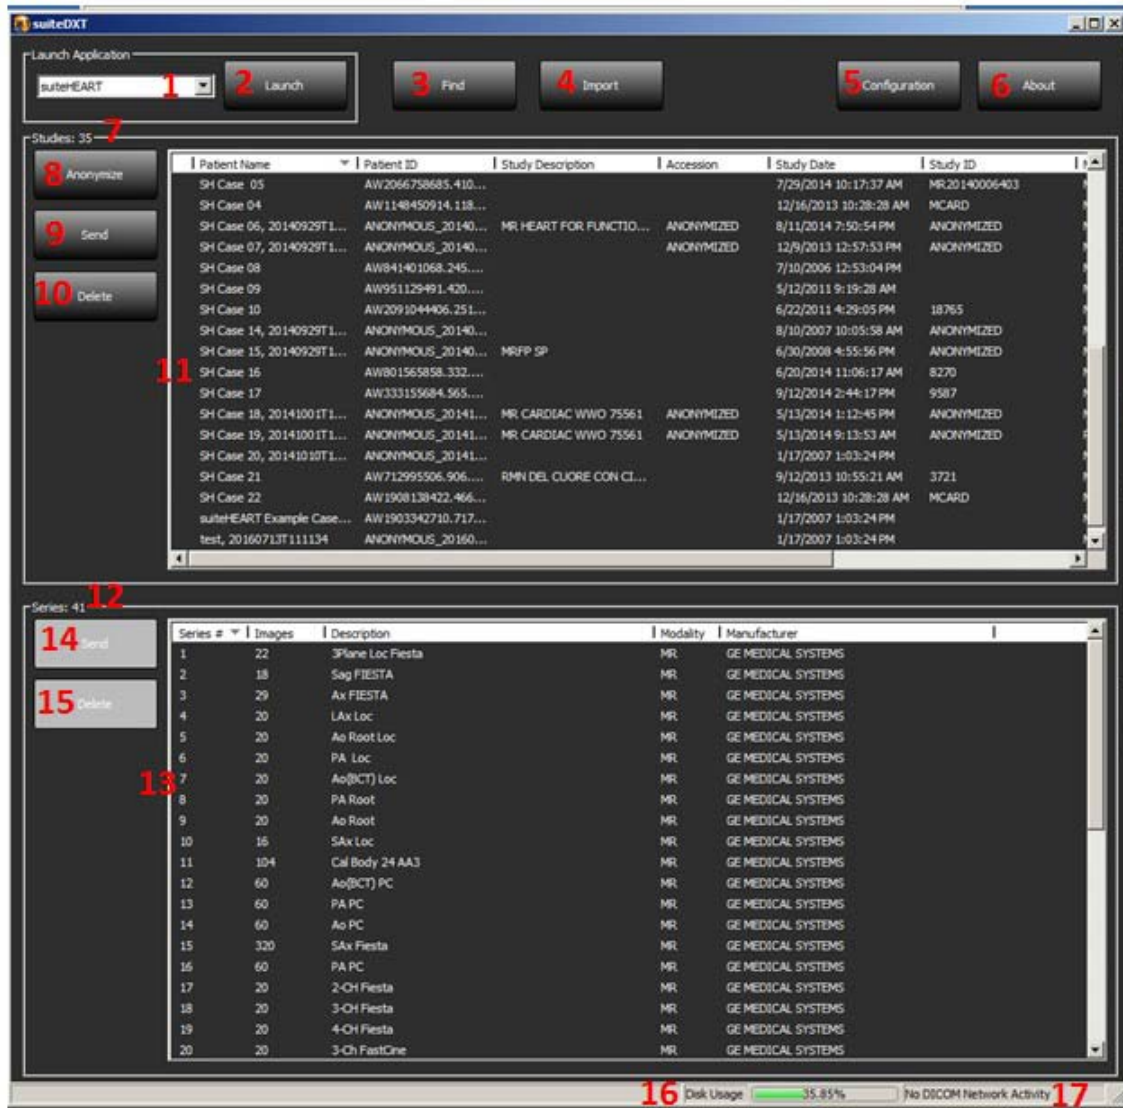 suiteDXT
Launch Application
suiteHEART 1 2 Launch 3 Find 4 Import 5 Configuration 6 About
Studies: 35 7
8 Anonymize
9 Send
10 Delete
11
Patient Name Patient ID Study Description Accession Study Date Study ID
SH Case 05 AW2066758685.410... 7/29/2014 10:17:37 AM MR20140006403
SH Case 04 AW1148450914.118... 12/16/2013 10:28:28 AM MCARD
SH Case 06, 20140929T1... ANONYMOUS_20140... MR HEART FOR FUNCTIO... ANONYMIZED 8/11/2014 7:50:54 PM ANONYMIZED
SH Case 07, 20140929T1... ANONYMOUS_20140... ANONYMIZED 12/9/2013 12:57:53 PM ANONYMIZED
SH Case 08 AW841401068.245.... 7/10/2006 12:53:04 PM
SH Case 09 AW951129491.420.... 5/12/2011 9:19:28 AM
SH Case 10 AW2091044406.251... 6/22/2011 4:29:05 PM 18765
SH Case 14, 20140929T1... ANONYMOUS_20140... 8/10/2007 10:05:58 AM ANONYMIZED
SH Case 15, 20140929T1... ANONYMOUS_20140... MRFP SP 6/30/2008 4:55:56 PM ANONYMIZED
SH Case 16 AW801565858.332.... 6/20/2014 11:06:17 AM 8270
SH Case 17 AW333155684.565.... 9/12/2014 2:44:17 PM 9587
SH Case 18, 20141001T1... ANONYMOUS_20141... MR CARDIAC WWO 75561 ANONYMIZED 5/13/2014 1:12:45 PM ANONYMIZED
SH Case 19, 20141001T1... ANONYMOUS_20141... MR CARDIAC WWO 75561 ANONYMIZED 5/13/2014 9:13:53 AM ANONYMIZED
SH Case 20, 20141010T1... ANONYMOUS_20141... 1/17/2007 1:03:24 PM
SH Case 21 AW712995506.906.... RMN DEL CUORE CON CI... 9/12/2013 10:55:21 AM 3721
SH Case 22 AW1908138422.466... 12/16/2013 10:28:28 AM MCARD
suiteHEART Example Case... AW1903342710.717... 1/17/2007 1:03:24 PM
test, 20160713T111134 ANONYMOUS_20160... 1/17/2007 1:03:24 PM
Series: 41 12
14 Send
15 Delete
13
Series # Images Description Modality Manufacturer
1 22 3Plane Loc Fiesta MR GE MEDICAL SYSTEMS
2 18 Sag FIESTA MR GE MEDICAL SYSTEMS
3 29 Ax FIESTA MR GE MEDICAL SYSTEMS
4 20 LAx Loc MR GE MEDICAL SYSTEMS
5 20 Ao Root Loc MR GE MEDICAL SYSTEMS
6 20 PA Loc MR GE MEDICAL SYSTEMS
7 20 Ao(BCT) Loc MR GE MEDICAL SYSTEMS
8 20 PA Root MR GE MEDICAL SYSTEMS
9 20 Ao Root MR GE MEDICAL SYSTEMS
10 16 SAx Loc MR GE MEDICAL SYSTEMS
11 104 Cal Body 24 AA3 MR GE MEDICAL SYSTEMS
12 60 Ao(BCT) PC MR GE MEDICAL SYSTEMS
13 60 PA PC MR GE MEDICAL SYSTEMS
14 60 Ao PC MR GE MEDICAL SYSTEMS
15 320 SAx Fiesta MR GE MEDICAL SYSTEMS
16 60 PA PC MR GE MEDICAL SYSTEMS
17 20 2-CH Fiesta MR GE MEDICAL SYSTEMS
18 20 3-CH Fiesta MR GE MEDICAL SYSTEMS
19 20 4-CH Fiesta MR GE MEDICAL SYSTEMS
20 20 3-Ch FastCine MR GE MEDICAL SYSTEMS
16 Disk Usage 35.85% No DICOM Network Activity 17